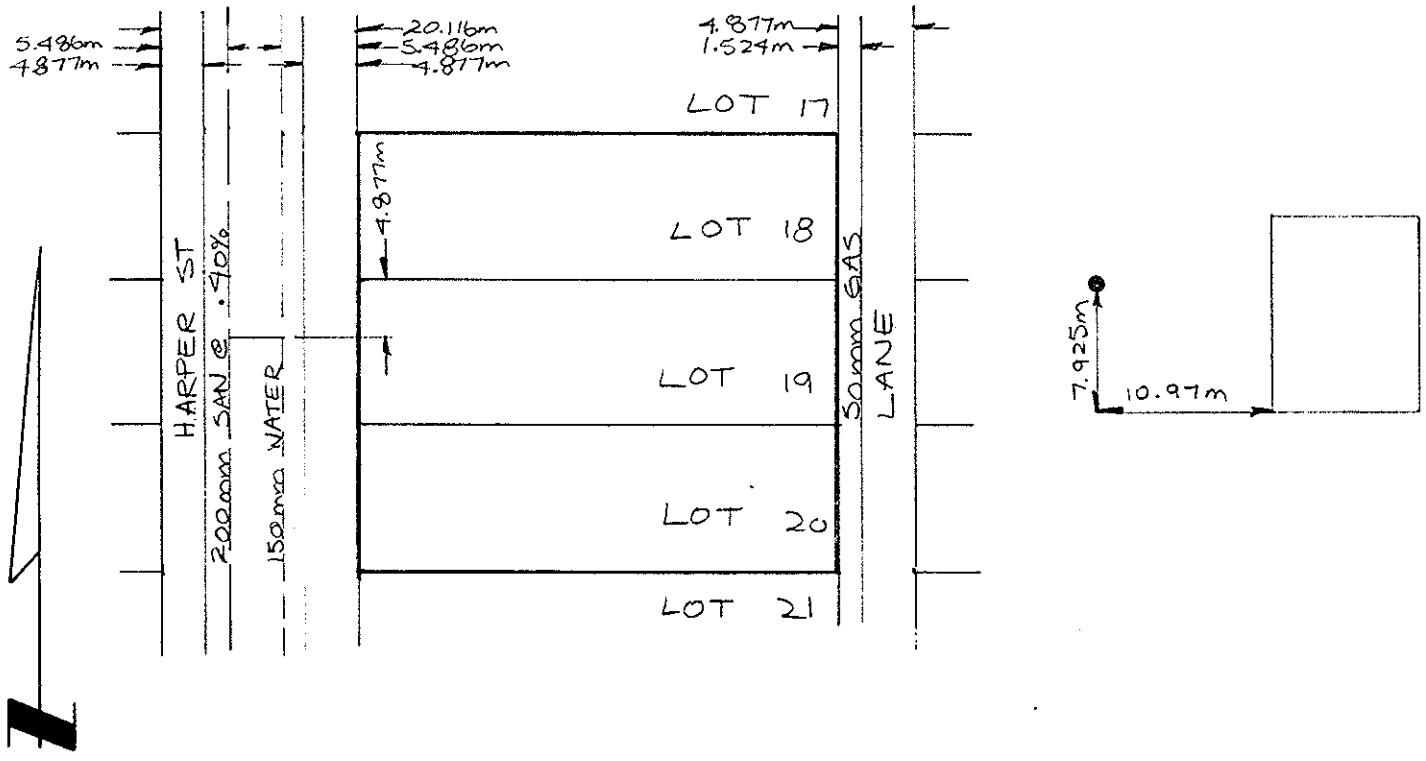 5.486m
4.877m
20.116m
5.486m
4.877m
4.877m
1.524m
LOT 17
4.877m
LOT 18
HARPER ST
200mm SAN @ .40%
150mm WATER
LOT 19
50mm GAS
LANE
7.925m
10.97m
LOT 20
LOT 21
N